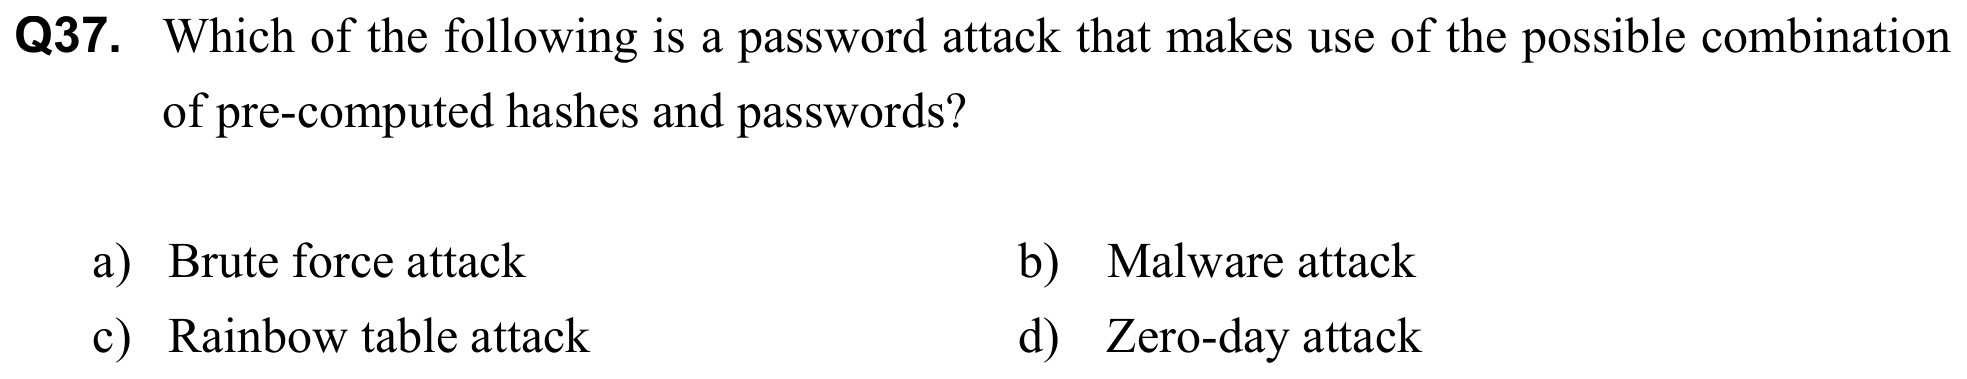 Q37. Which of the following is a password attack that makes use of the possible combination
of pre-computed hashes and passwords?
a) Brute force attack b) Malware attack
c) Rainbow table attack d) Zero-day attack